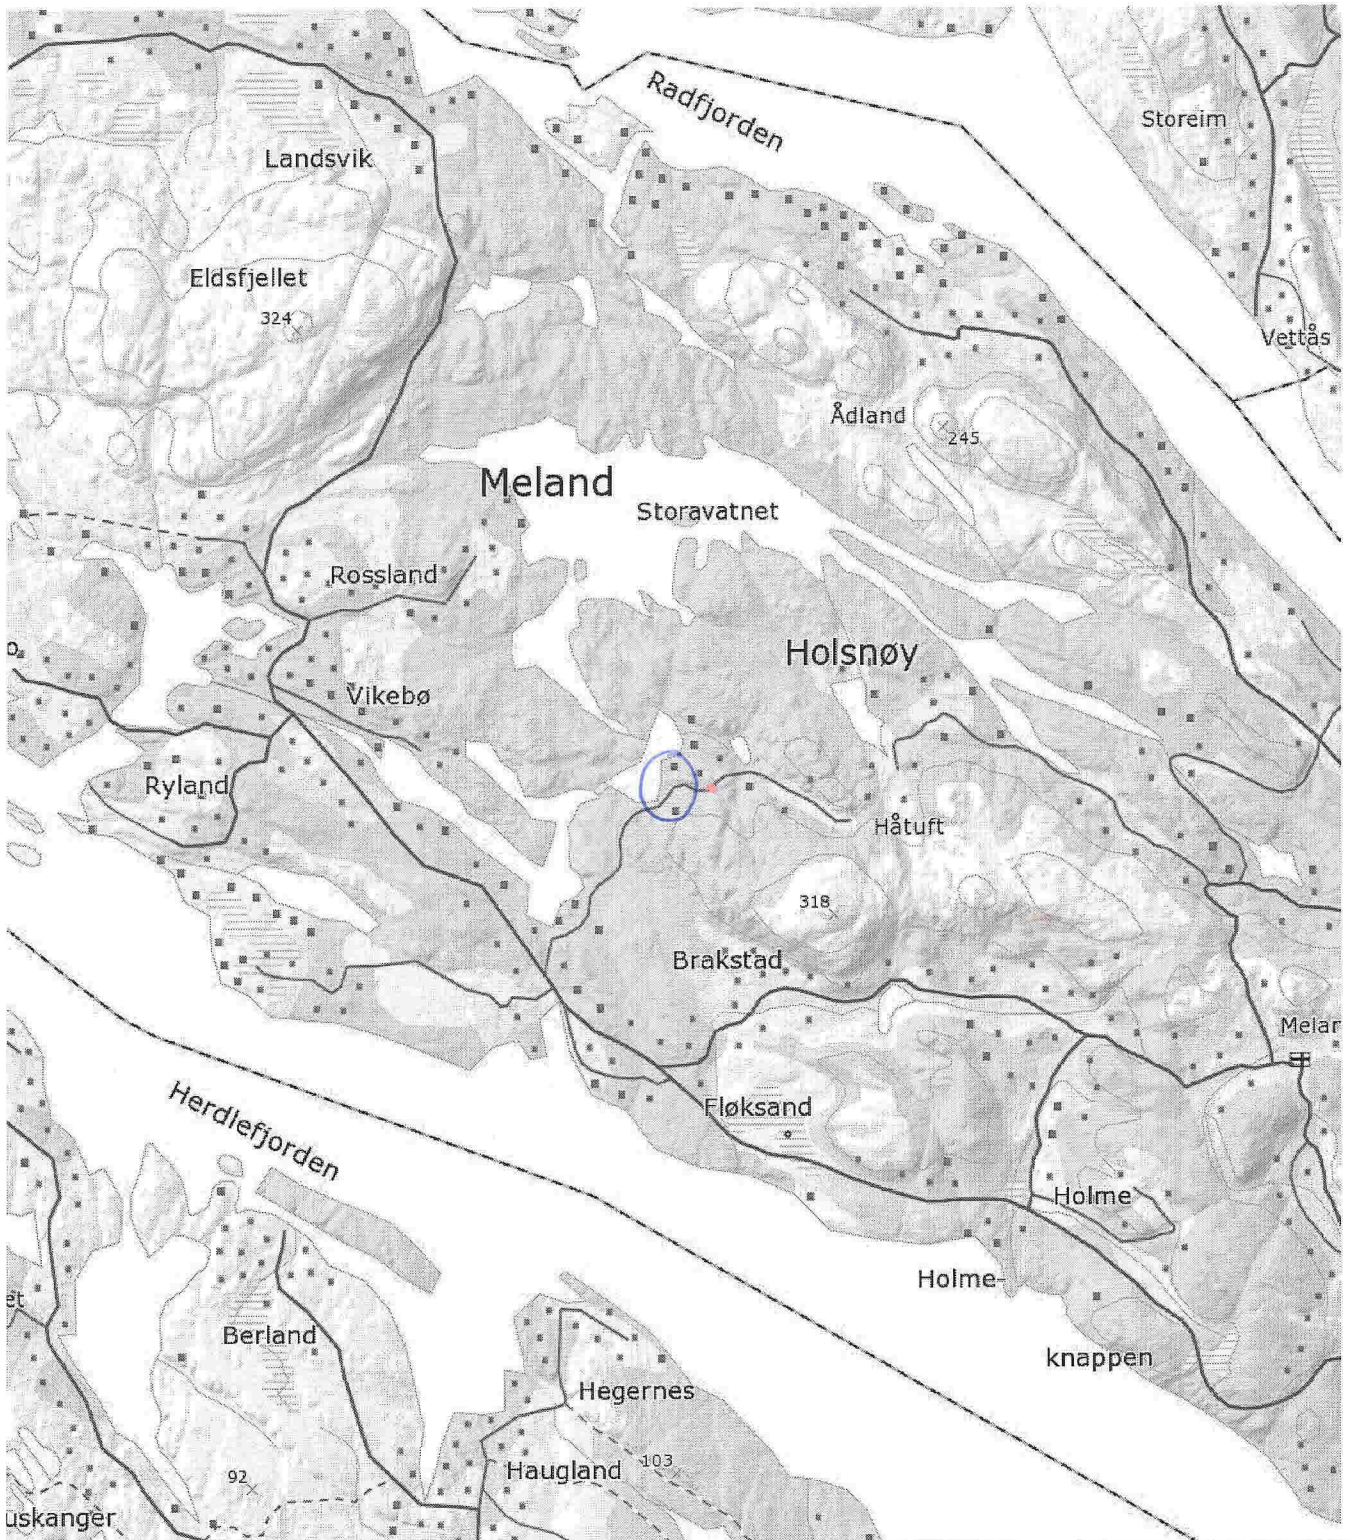 Radfjorden
Storeim
Landsvik
Eldsfjellet
324
Vettås
Ådland
245
Meland
Storavatnet
Rossland
Holsnøy
Vikebø
Ryland
Håtuft
318
Brakstad
Melan
Fløksand
Herdlefjorden
Holme
Holme-
knappen
Berland
Hegernes
Haugland
103
92
uskanger